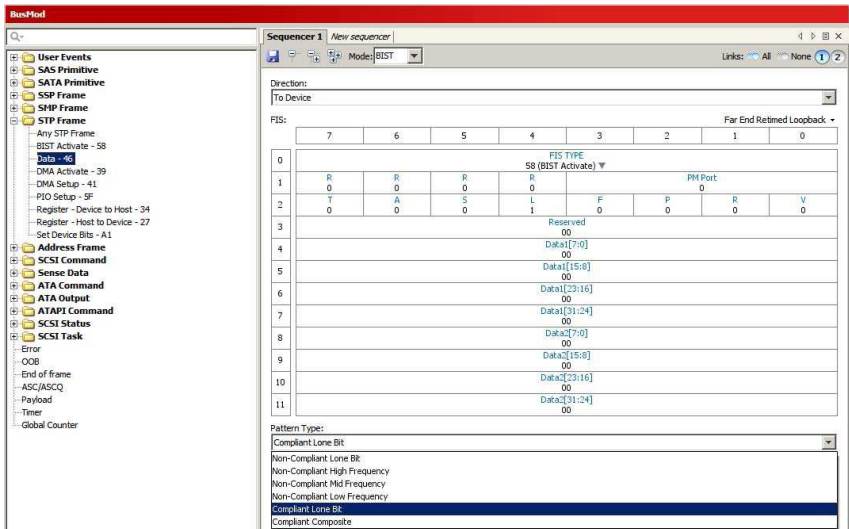 BusMod
Sequencer 1 New sequencer
Mode: BIST
Links: All None 1 2
User Events
SAS Primitive
SATA Primitive
SSP Frame
SMP Frame
STP Frame
Any STP Frame
BIST Activate - 58
Data - 46
DMA Activate - 39
DMA Setup - 41
PIO Setup - 5F
Register - Device to Host - 34
Register - Host to Device - 27
Set Device Bits - A1
Address Frame
SCSI Command
Sense Data
ATA Command
ATA Output
ATAPI Command
SCSI Status
SCSI Task
Error
OOB
End of frame
ASC/ASCQ
Payload
Timer
Global Counter
Direction:
To Device
FIS:
Far End Retimed Loopback
7 6 5 4 3 2 1 0
0 FIS TYPE
58 (BIST Activate)
1 R R R R PM Port
0 0 0 0 0
2 T A S L F P R V
0 0 0 1 0 0 0 0
3 Reserved
00
4 Data1[7:0]
00
5 Data1[15:8]
00
6 Data1[23:16]
00
7 Data1[31:24]
00
8 Data2[7:0]
00
9 Data2[15:8]
00
10 Data2[23:16]
00
11 Data2[31:24]
00
Pattern Type:
Compliant Lone Bit
Non-Compliant Lone Bit
Non-Compliant High Frequency
Non-Compliant Mid Frequency
Non-Compliant Low Frequency
Compliant Lone Bit
Compliant Composite